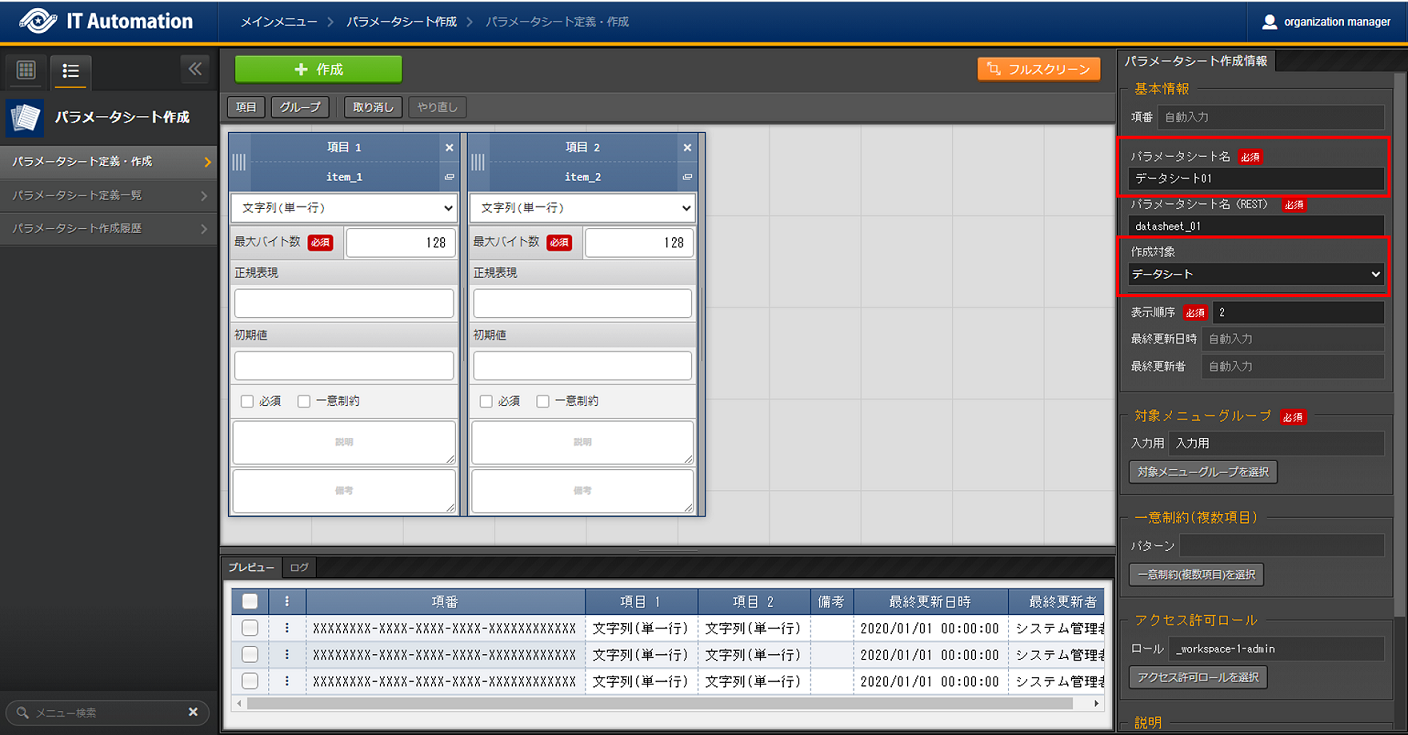 IT Automation
メインメニュー > パラメータシート作成 > パラメータシート定義・作成
organization manager
パラメータシート作成
パラメータシート定義・作成
パラメータシート定義一覧
パラメータシート作成履歴
メニュー検索
+ 作成
フルスクリーン
項目 グループ 取り消し やり直し
項目 1
item_1
文字列(単一行)
最大バイト数 必須 128
正規表現
初期値
必須 一意制約
説明
備考
項目 2
item_2
文字列(単一行)
最大バイト数 必須 128
正規表現
初期値
必須 一意制約
説明
備考
プレビュー ログ
項番 項目 1 項目 2 備考 最終更新日時 最終更新者
XXXXXXXX-XXXX-XXXX-XXXX-XXXXXXXXXXXX 文字列(単一行) 文字列(単一行) 2020/01/01 00:00:00 システム管理者
XXXXXXXX-XXXX-XXXX-XXXX-XXXXXXXXXXXX 文字列(単一行) 文字列(単一行) 2020/01/01 00:00:00 システム管理者
XXXXXXXX-XXXX-XXXX-XXXX-XXXXXXXXXXXX 文字列(単一行) 文字列(単一行) 2020/01/01 00:00:00 システム管理者
パラメータシート作成情報
基本情報
項番 自動入力
パラメータシート名 必須
データシート01
パラメータシート名 (REST) 必須
datasheet_01
作成対象
データシート
表示順序 必須 2
最終更新日時 自動入力
最終更新者 自動入力
対象メニューグループ 必須
入力用 入力用
対象メニューグループを選択
一意制約(複数項目)
パターン
一意制約(複数項目)を選択
アクセス許可ロール
ロール _workspace-1-admin
アクセス許可ロールを選択
説明